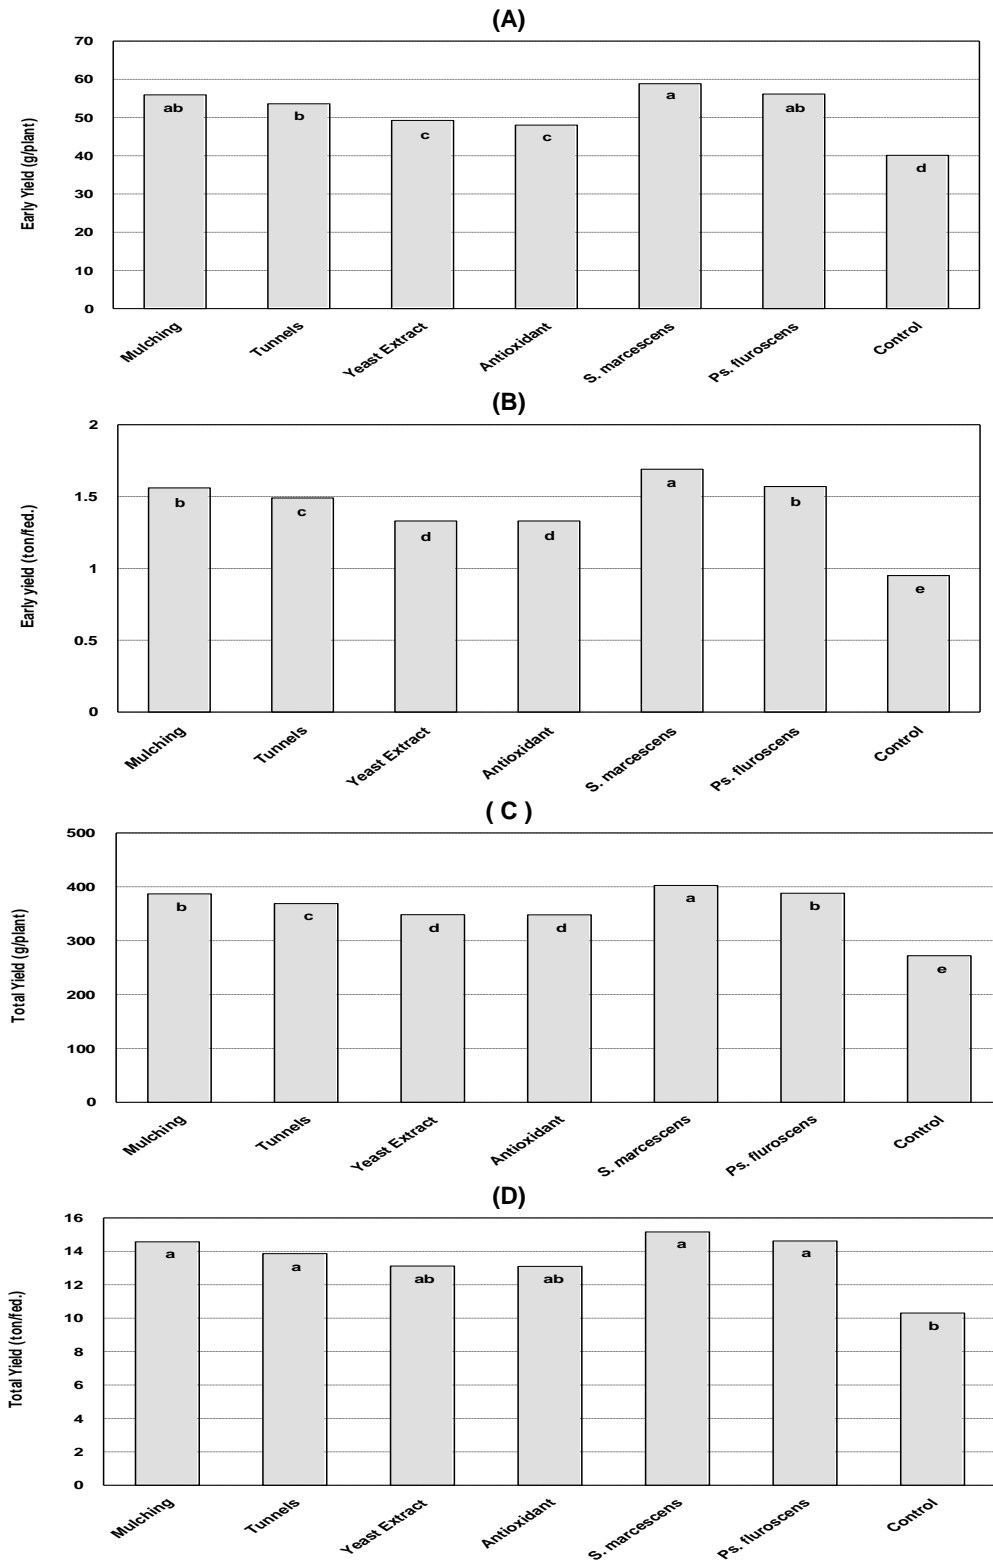 (A)
Early Yield (g/plant)
70
60
50
40
30
20
10
0
ab
b
c
c
a
ab
d
Mulching
Tunnels
Yeast Extract
Antioxidant
S. marcescens
Ps. fluroscens
Control
(B)
Early yield (ton/fed.)
2
1.5
1
0.5
0
b
c
d
d
a
b
e
Mulching
Tunnels
Yeast Extract
Antioxidant
S. marcescens
Ps. fluroscens
Control
( C )
Total Yield (g/plant)
500
400
300
200
100
0
b
c
d
d
a
b
e
Mulching
Tunnels
Yeast Extract
Antioxidant
S. marcescens
Ps. fluroscens
Control
(D)
Total Yield (ton/fed.)
16
14
12
10
8
6
4
2
0
a
a
ab
ab
a
a
b
Mulching
Tunnels
Yeast Extract
Antioxidant
S. marcescens
Ps. fluroscens
Control